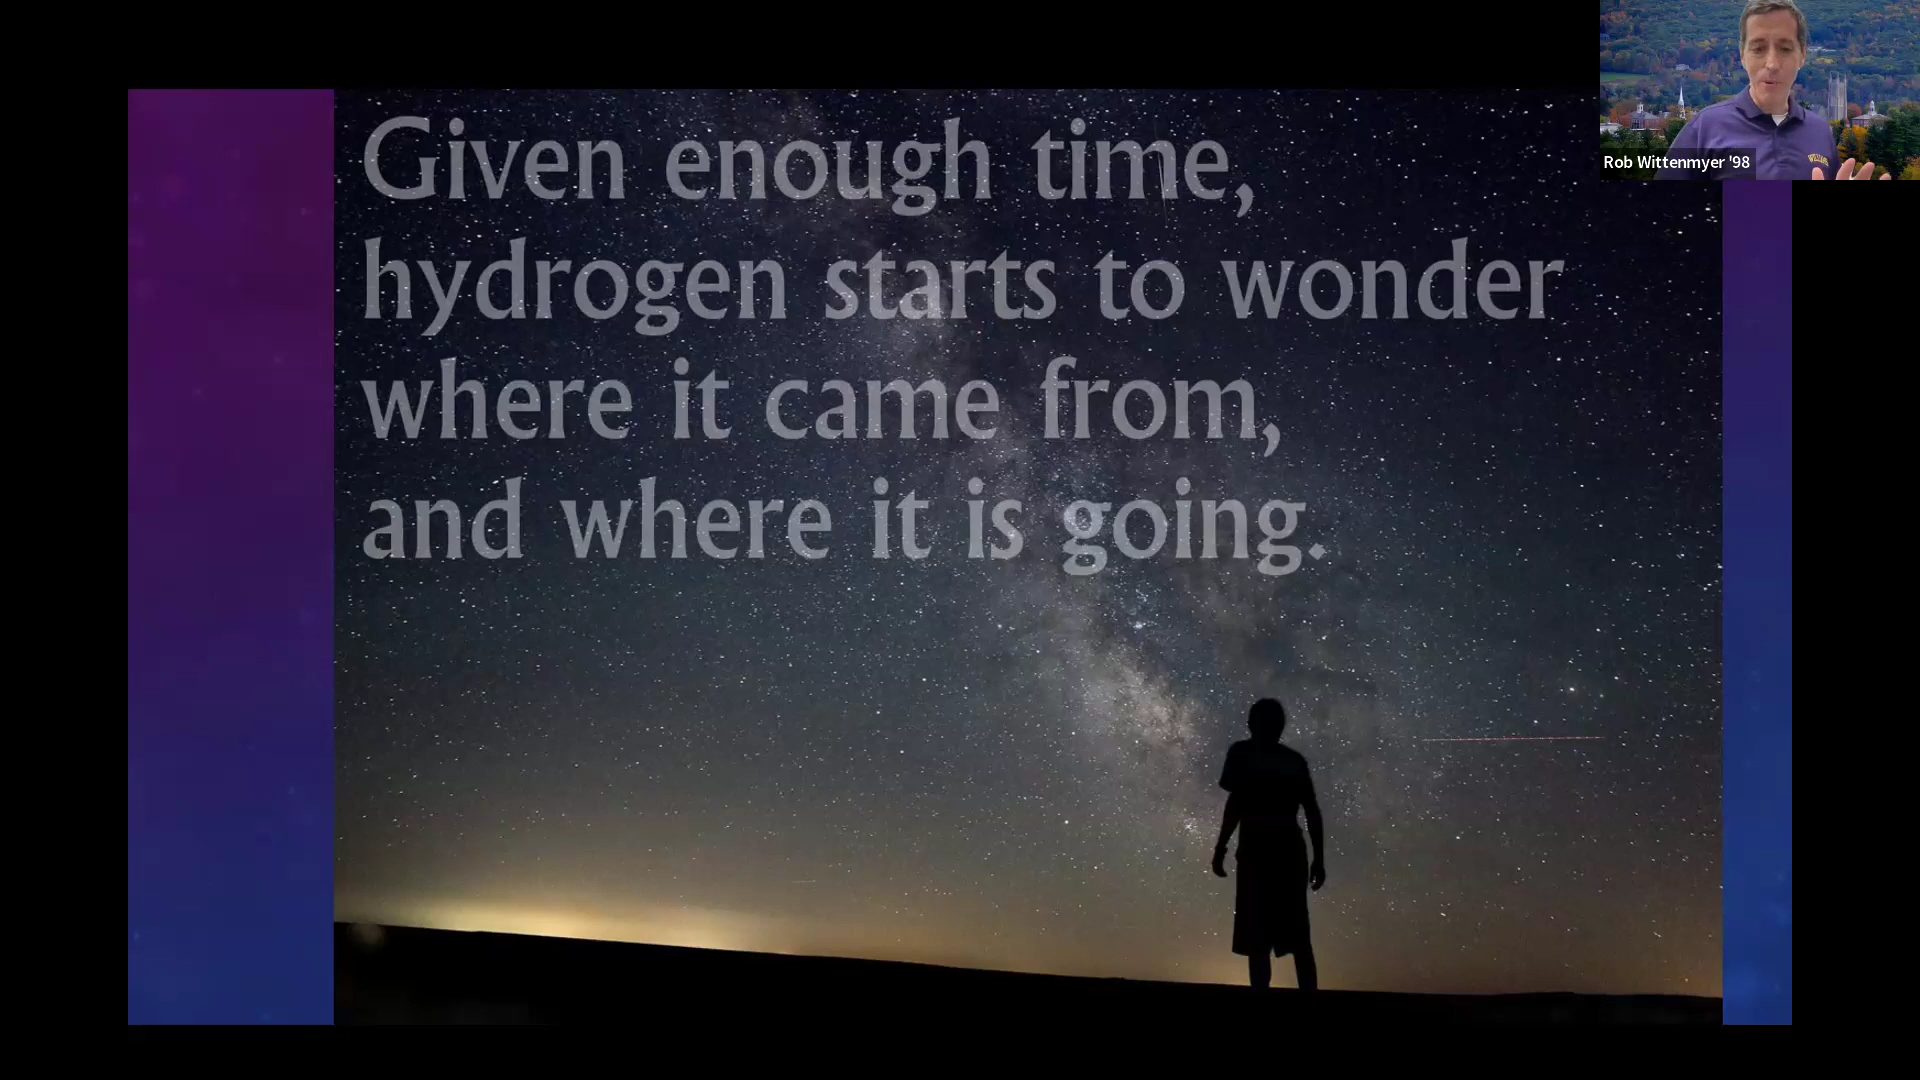 Given enough time,
hydrogen starts to wonder
where it came from,
and where it is going.
Rob Wittenmyer '98